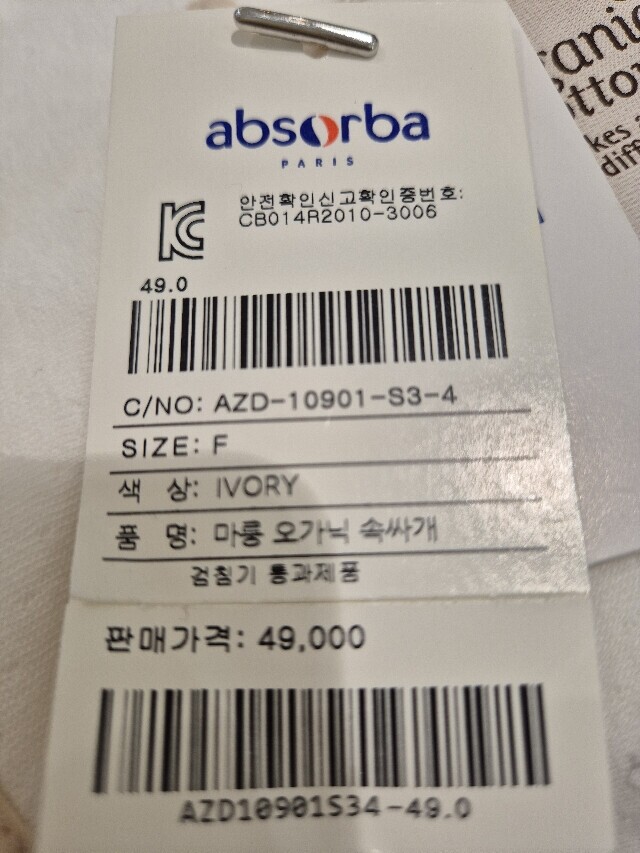 absorba
PARIS
안전확인신고확인증번호:
CB014R2010-3006
49.0
C/NO: AZD-10901-S3-4
SIZE: F
색 상: IVORY
품 명: 마롱 오가닉 속싸개
검침기 통과제품
판매가격: 49,000
AZD10901S34-49.0